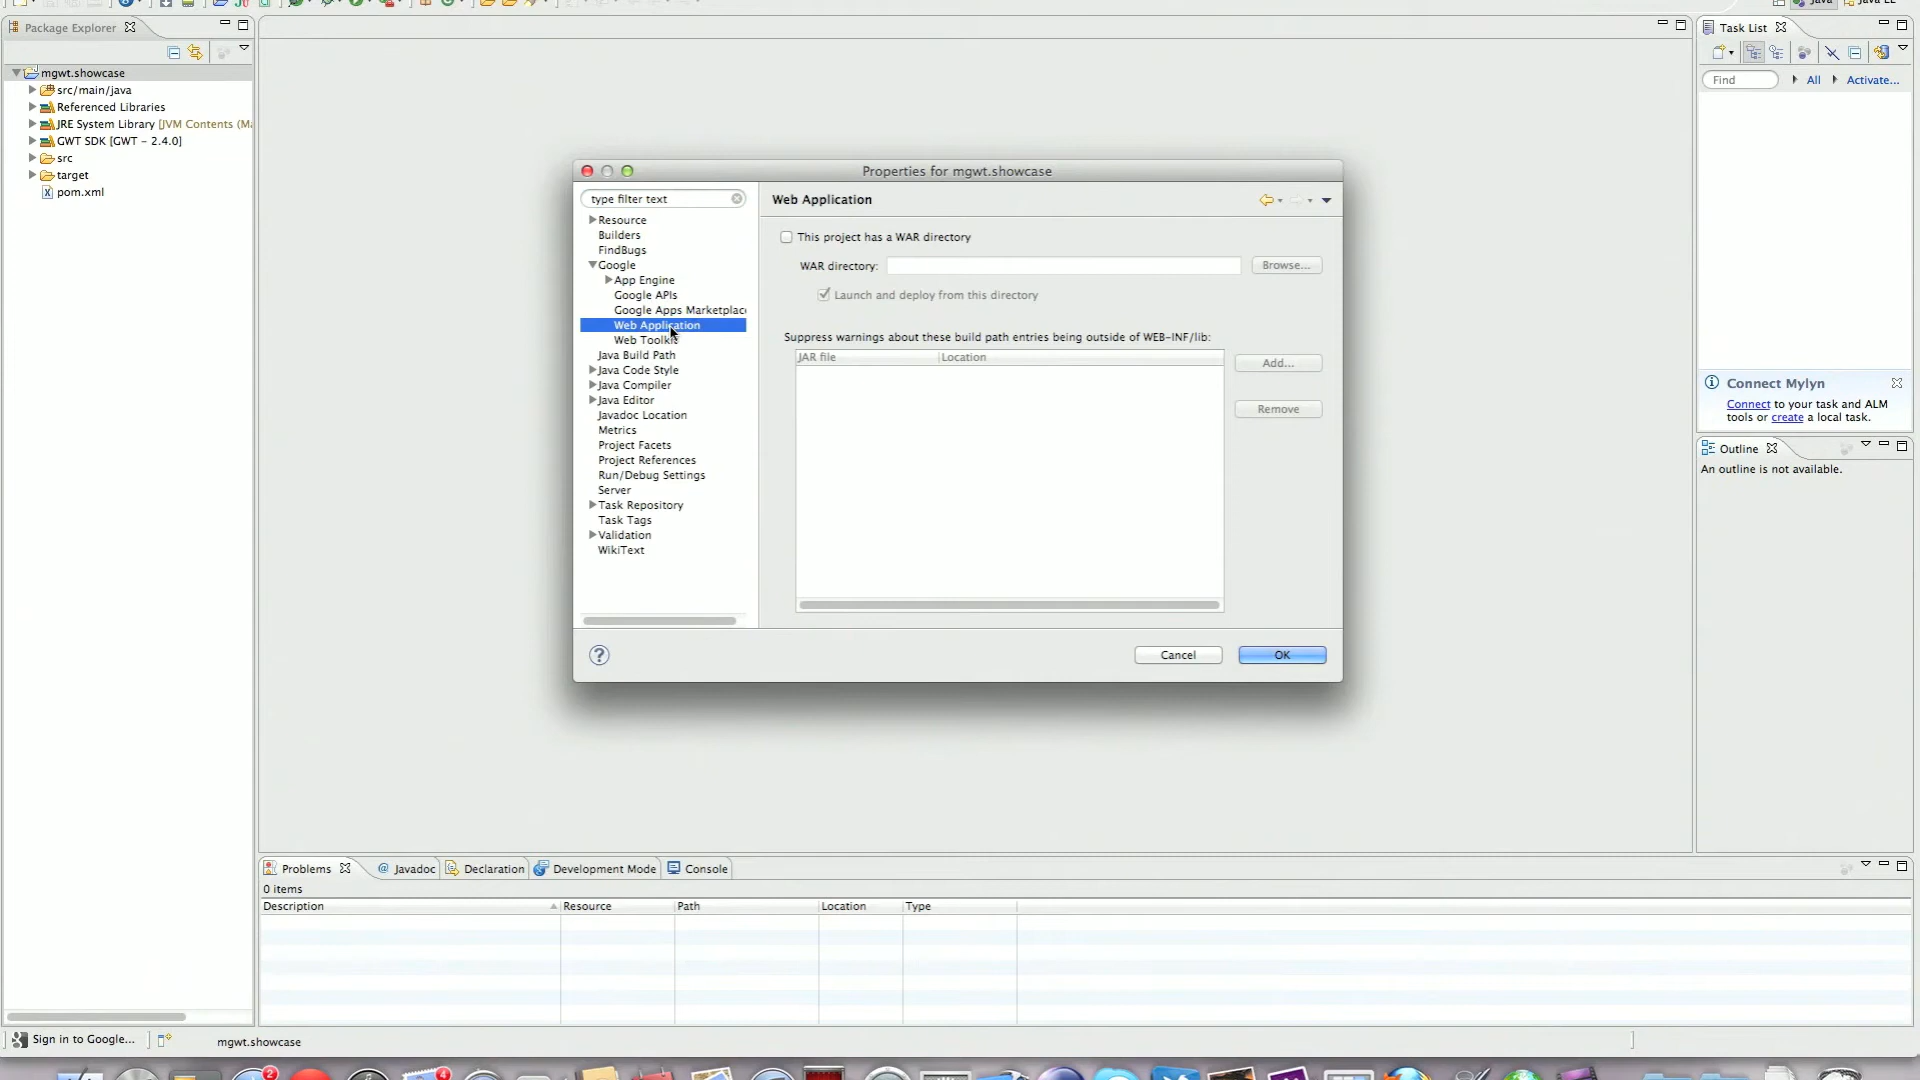 Java
Java EE
Package Explorer
mgwt.showcase
src/main/java
Referenced Libraries
JRE System Library [JVM Contents (Ma
GWT SDK [GWT - 2.4.0]
src
target
pom.xml
Properties for mgwt.showcase
type filter text
Resource
Builders
FindBugs
Google
App Engine
Google APIs
Google Apps Marketplace
Web Application
Web Toolkit
Java Build Path
Java Code Style
Java Compiler
Java Editor
Javadoc Location
Metrics
Project Facets
Project References
Run/Debug Settings
Server
Task Repository
Task Tags
Validation
WikiText
Web Application
This project has a WAR directory
WAR directory:
Browse...
Launch and deploy from this directory
Suppress warnings about these build path entries being outside of WEB-INF/lib:
JAR file Location
Add...
Remove
?
Cancel
OK
Task List
Find
All
Activate...
Connect Mylyn
Connect to your task and ALM
tools or create a local task.
Outline
An outline is not available.
Problems
@ Javadoc
Declaration
Development Mode
Console
0 items
Description Resource Path Location Type
Sign in to Google...
mgwt.showcase
2
4